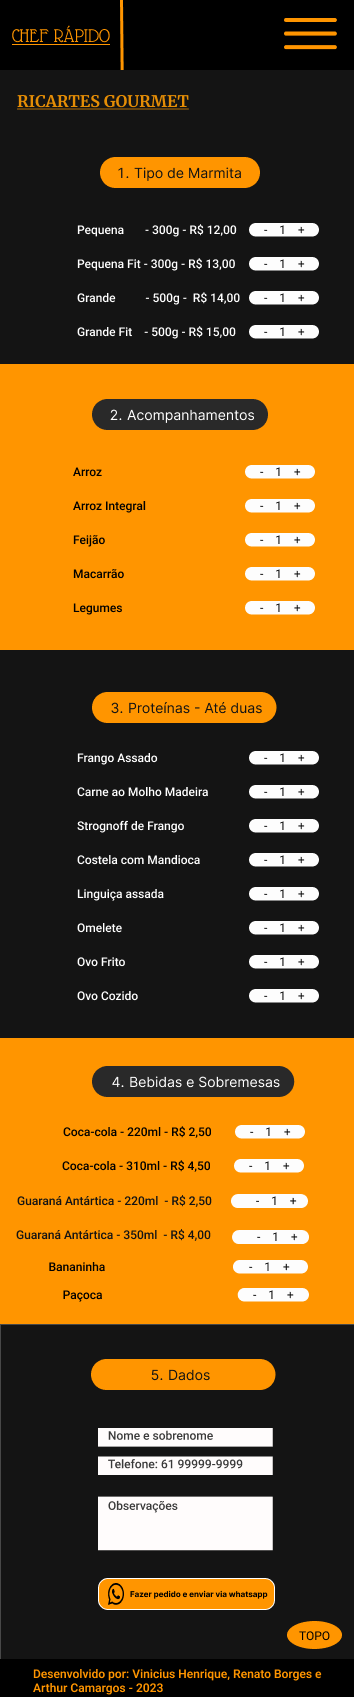 CHEF RÁPIDO
RICARTES GOURMET
1. Tipo de Marmita
Pequena - 300g - R$ 12,00 - 1 +
Pequena Fit - 300g - R$ 13,00 - 1 +
Grande - 500g - R$ 14,00 - 1 +
Grande Fit - 500g - R$ 15,00 - 1 +
2. Acompanhamentos
Arroz - 1 +
Arroz Integral - 1 +
Feijão - 1 +
Macarrão - 1 +
Legumes - 1 +
3. Proteínas - Até duas
Frango Assado - 1 +
Carne ao Molho Madeira - 1 +
Strognoff de Frango - 1 +
Costela com Mandioca - 1 +
Linguiça assada - 1 +
Omelete - 1 +
Ovo Frito - 1 +
Ovo Cozido - 1 +
4. Bebidas e Sobremesas
Coca-cola - 220ml - R$ 2,50 - 1 +
Coca-cola - 310ml - R$ 4,50 - 1 +
Guaraná Antártica - 220ml - R$ 2,50 - 1 +
Guaraná Antártica - 350ml - R$ 4,00 - 1 +
Bananinha - 1 +
Paçoca - 1 +
5. Dados
Nome e sobrenome
Telefone: 61 99999-9999
Observações
Fazer pedido e enviar via whatsapp
TOPO
Desenvolvido por: Vinicius Henrique, Renato Borges e
Arthur Camargos - 2023